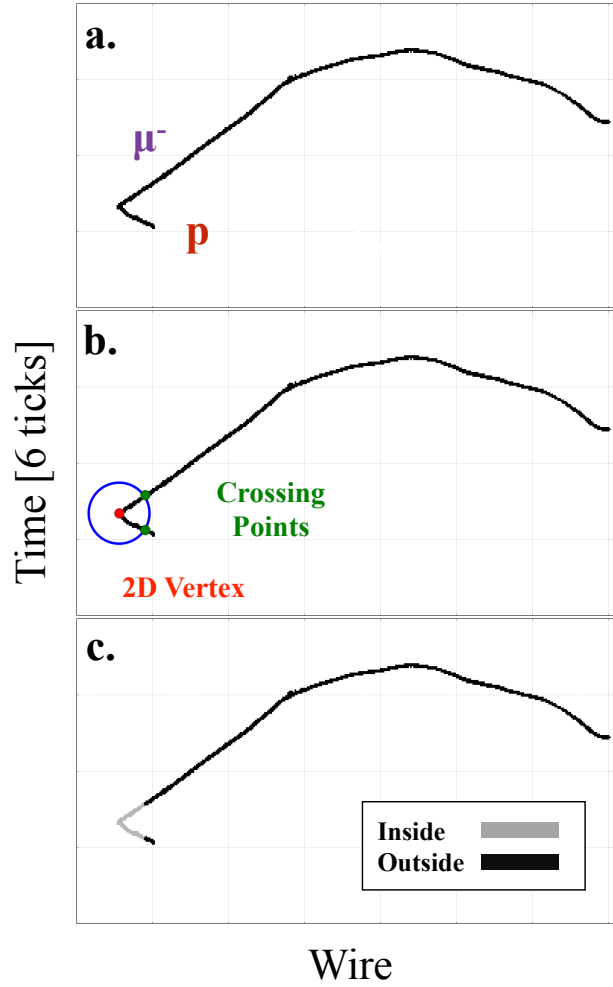 a.
μ-
p
Time [6 ticks]
b.
Crossing
Points
2D Vertex
c.
Inside
Outside
Wire